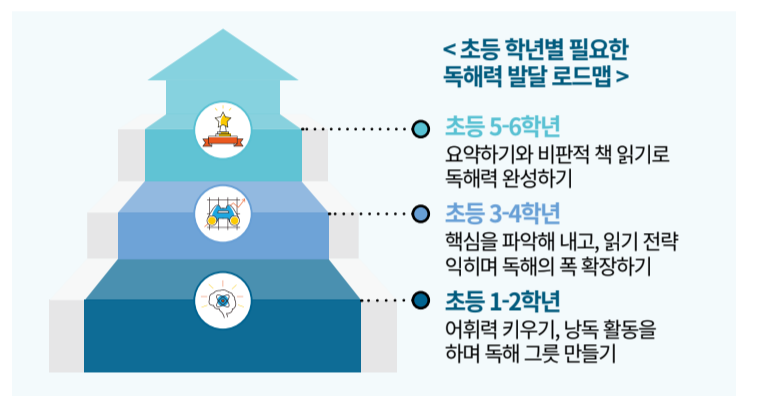 < 초등 학년별 필요한
독해력 발달 로드맵 >
초등 5-6학년
요약하기와 비판적 책 읽기로
독해력 완성하기
초등 3-4학년
핵심을 파악해 내고, 읽기 전략
익히며 독해의 폭 확장하기
초등 1-2학년
어휘력 키우기, 낭독 활동을
하며 독해 그릇 만들기